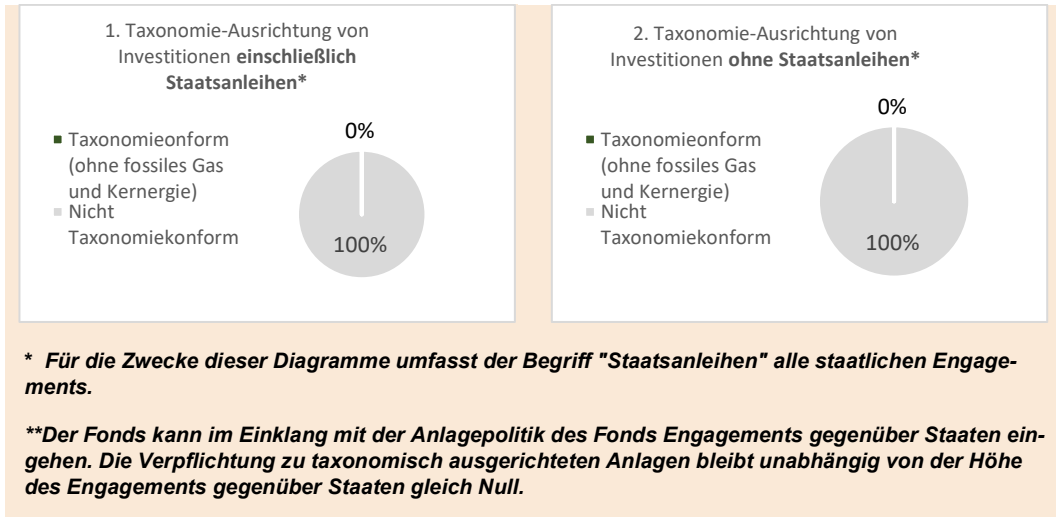 1. Taxonomie-Ausrichtung von
Investitionen einschließlich
Staatsanleihen*
Taxonomieonform
(ohne fossiles Gas
und Kernergie)
Nicht
Taxonomiekonform
0%
100%
2. Taxonomie-Ausrichtung von
Investitionen ohne Staatsanleihen*
Taxonomieonform
(ohne fossiles Gas
und Kernergie)
Nicht
Taxonomiekonform
0%
100%
* Für die Zwecke dieser Diagramme umfasst der Begriff "Staatsanleihen" alle staatlichen Engage-
ments.
**Der Fonds kann im Einklang mit der Anlagepolitik des Fonds Engagements gegenüber Staaten ein-
gehen. Die Verpflichtung zu taxonomisch ausgerichteten Anlagen bleibt unabhängig von der Höhe
des Engagements gegenüber Staaten gleich Null.